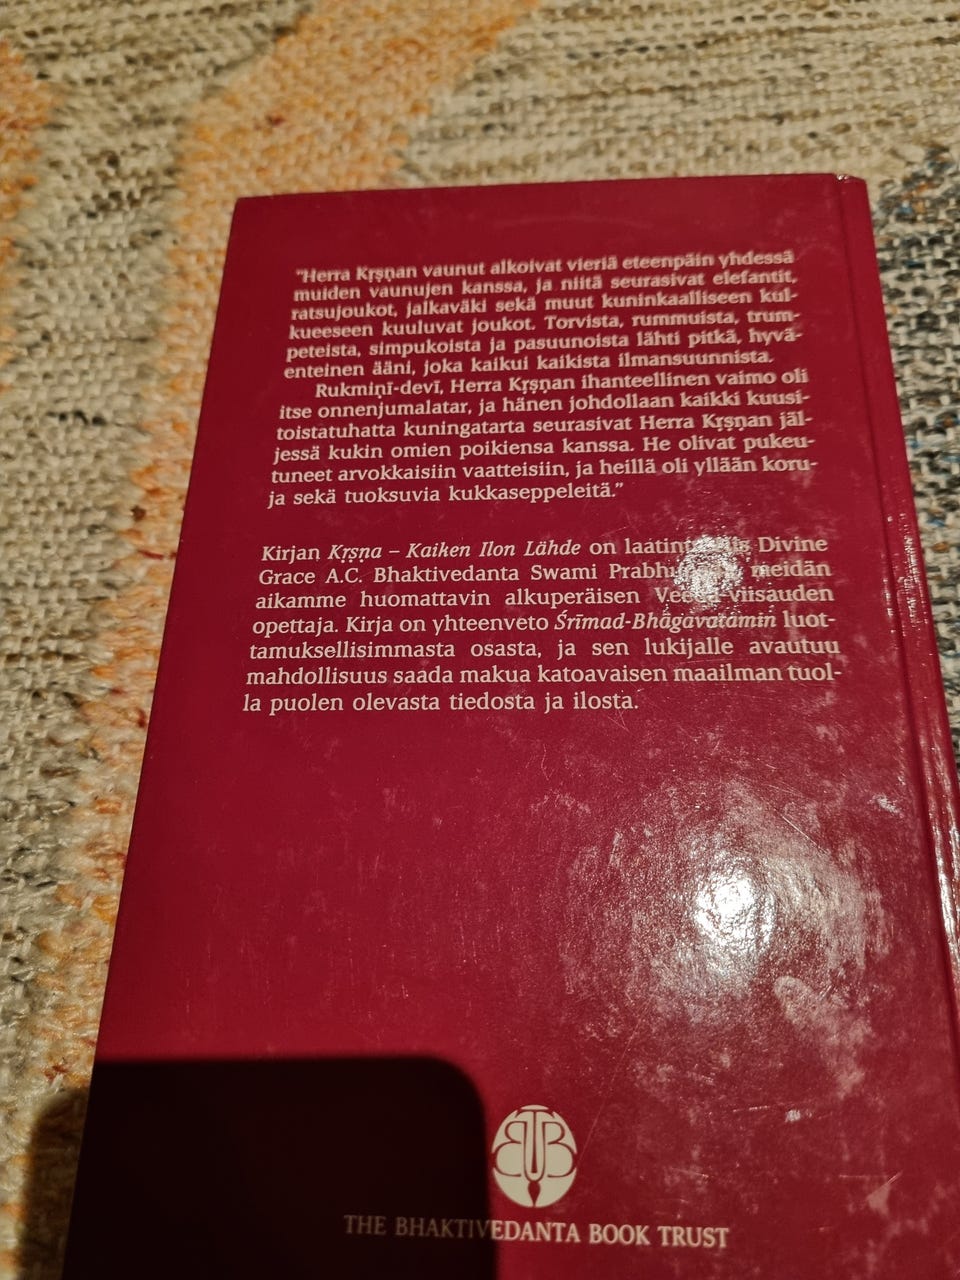 "Herra Kṛṣṇan vaunut alkoivat vieriä eteenpäin yhdessä
muiden vaunujen kanssa, ja niitä seurasivat elefantit,
ratsujoukot, jalkaväki sekä muut kuninkaalliseen kul-
kueeseen kuuluvat joukot. Torvista, rummuista, trum-
peteista, simpukoista ja pasuunoista lähti pitkä, hyvä-
enteinen ääni, joka kaikui kaikista ilmansuunnista.
Rukmiṇī-devī, Herra Kṛṣṇan ihanteellinen vaimo oli
itse onnenjumalatar, ja hänen johdollaan kaikki kuusi-
toistatuhatta kuningatarta seurasivat Herra Kṛṣṇan jäl-
jessä kukin omien poikiensa kanssa. He olivat pukeu-
tuneet arvokkaisiin vaatteisiin, ja heillä oli yllään koru-
ja sekä tuoksuvia kukkaseppeleitä."
Kirjan Kṛṣṇa – Kaiken Ilon Lähde on Divine
Grace A.C. Bhaktivedanta Swami meidän
aikamme huomattavin alkuperäisen Veeda-viisauden
opettaja. Kirja on yhteenveto Śrīmad-Bhāgavatamin luot-
tamuksellisimmasta osasta, ja sen lukijalle avautuu
mahdollisuus saada makua katoavaisen maailman tuol-
la puolen olevasta tiedosta ja ilosta.
BBT
THE BHAKTIVEDANTA BOOK TRUST